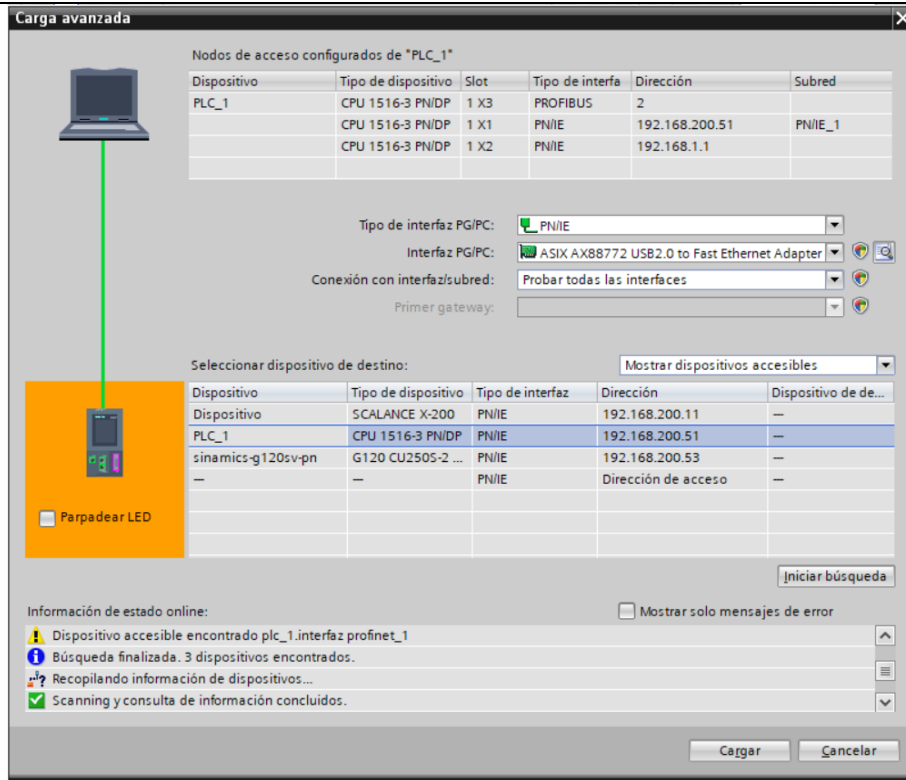 Carga avanzada
Nodos de acceso configurados de "PLC_1"
Dispositivo Tipo de dispositivo Slot Tipo de interfa Dirección Subred
PLC_1 CPU 1516-3 PN/DP 1 X3 PROFIBUS 2
CPU 1516-3 PN/DP 1 X1 PN/IE 192.168.200.51 PN/IE_1
CPU 1516-3 PN/DP 1 X2 PN/IE 192.168.1.1
Tipo de interfaz PG/PC: PN/IE
Interfaz PG/PC: ASIX AX88772 USB2.0 to Fast Ethernet Adapter
Conexión con interfaz/subred: Probar todas las interfaces
Primer gateway:
Seleccionar dispositivo de destino: Mostrar dispositivos accesibles
Dispositivo Tipo de dispositivo Tipo de interfaz Dirección Dispositivo de de...
Dispositivo SCALANCE X-200 PN/IE 192.168.200.11 —
PLC_1 CPU 1516-3 PN/DP PN/IE 192.168.200.51 —
sinamics-g120sv-pn G120 CU250S-2 ... PN/IE 192.168.200.53 —
— — PN/IE Dirección de acceso —
Parpadear LED
Iniciar búsqueda
Información de estado online: Mostrar solo mensajes de error
Dispositivo accesible encontrado plc_1.interfaz profinet_1
Búsqueda finalizada. 3 dispositivos encontrados.
Recopilando información de dispositivos...
Scanning y consulta de información concluidos.
Cargar Cancelar